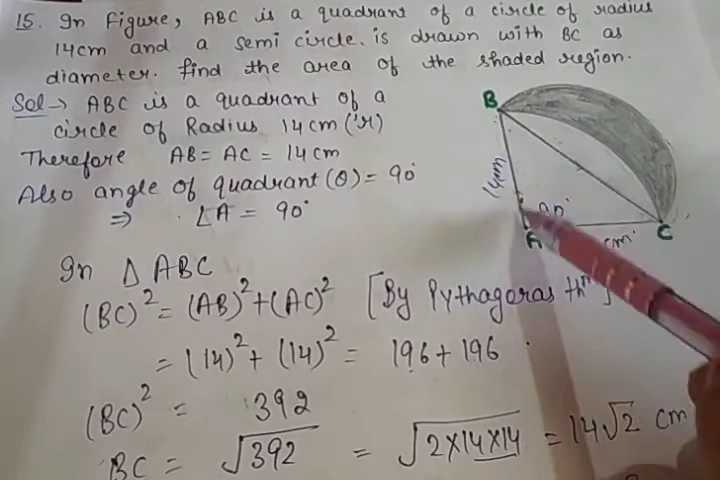 15. In Figure, ABC is a quadrant of a circle of radius
14cm and a semi circle is drawn with BC as
diameter. find the area of the shaded region.
Sol → ABC is a quadrant of a
circle of Radius 14cm ('r)
Therefore AB = AC = 14cm
Also angle of quadrant (θ) = 90°
⇒ ∠A = 90°
B
14cm
90°
A
cm
C
In Δ ABC
(BC)² = (AB)² + (AC)² [By Pythagoras thⁿ]
= (14)² + (14)² = 196 + 196
(BC)² = 392
BC = √392 = √2×14×14 = 14√2 cm